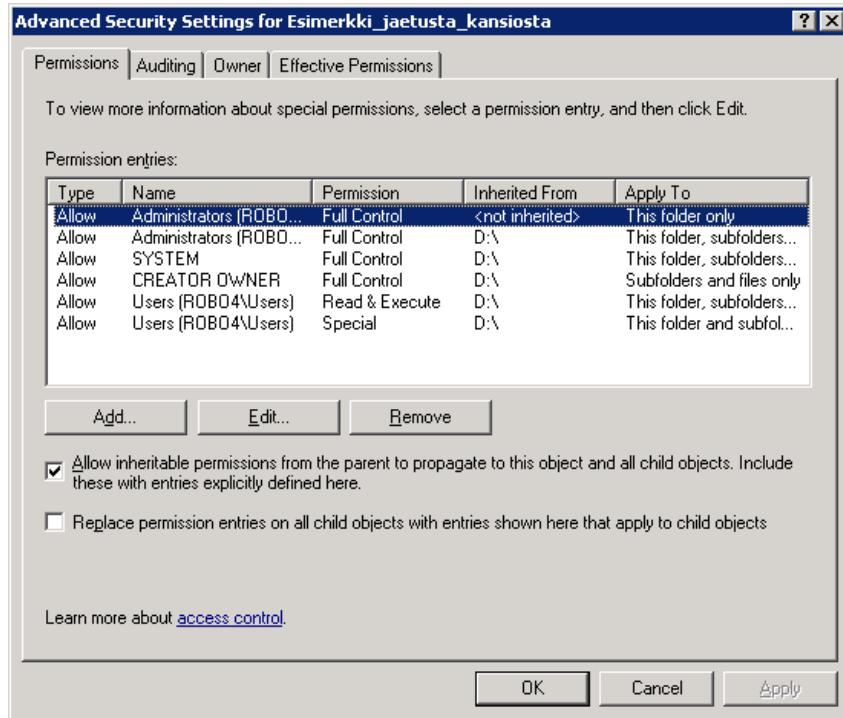 Advanced Security Settings for Esimerkki_jaetusta_kansiosta
Permissions Auditing Owner Effective Permissions
To view more information about special permissions, select a permission entry, and then click Edit.
Permission entries:
Type Name Permission Inherited From Apply To
Allow Administrators (ROBO... Full Control <not inherited> This folder only
Allow Administrators (ROBO... Full Control D:\ This folder, subfolders...
Allow SYSTEM Full Control D:\ This folder, subfolders...
Allow CREATOR OWNER Full Control D:\ Subfolders and files only
Allow Users (ROBO4\Users) Read & Execute D:\ This folder, subfolders...
Allow Users (ROBO4\Users) Special D:\ This folder and subfol...
Add... Edit... Remove
Allow inheritable permissions from the parent to propagate to this object and all child objects. Include
these with entries explicitly defined here.
Replace permission entries on all child objects with entries shown here that apply to child objects
Learn more about access control.
OK Cancel Apply